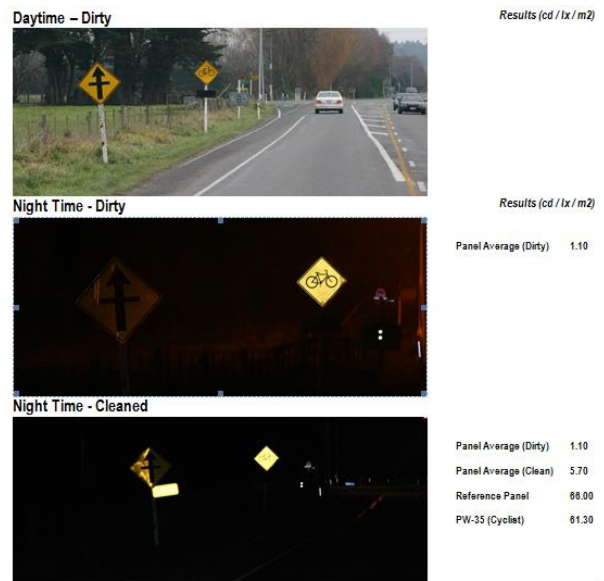 Daytime – Dirty
Results (cd / lx / m2)
Night Time - Dirty
Results (cd / lx / m2)
Panel Average (Dirty) 1.10
Night Time - Cleaned
Panel Average (Dirty) 1.10
Panel Average (Clean) 5.70
Reference Panel 66.00
PW-35 (Cyclist) 61.30